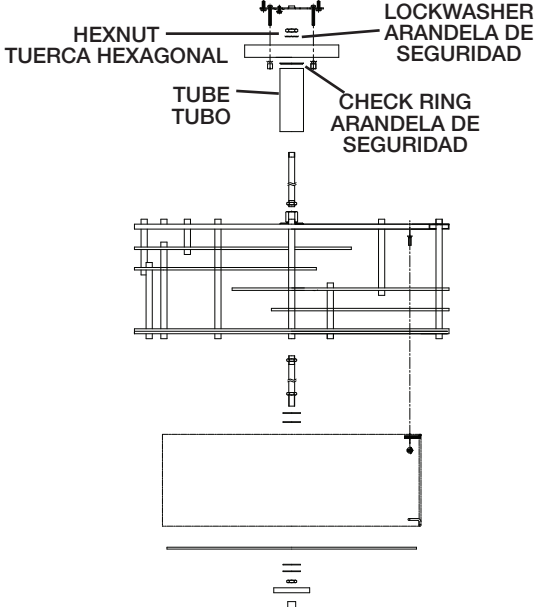 HEXNUT
TUERCA HEXAGONAL
LOCKWASHER
ARANDELA DE
SEGURIDAD
TUBE
TUBO
CHECK RING
ARANDELA DE
SEGURIDAD